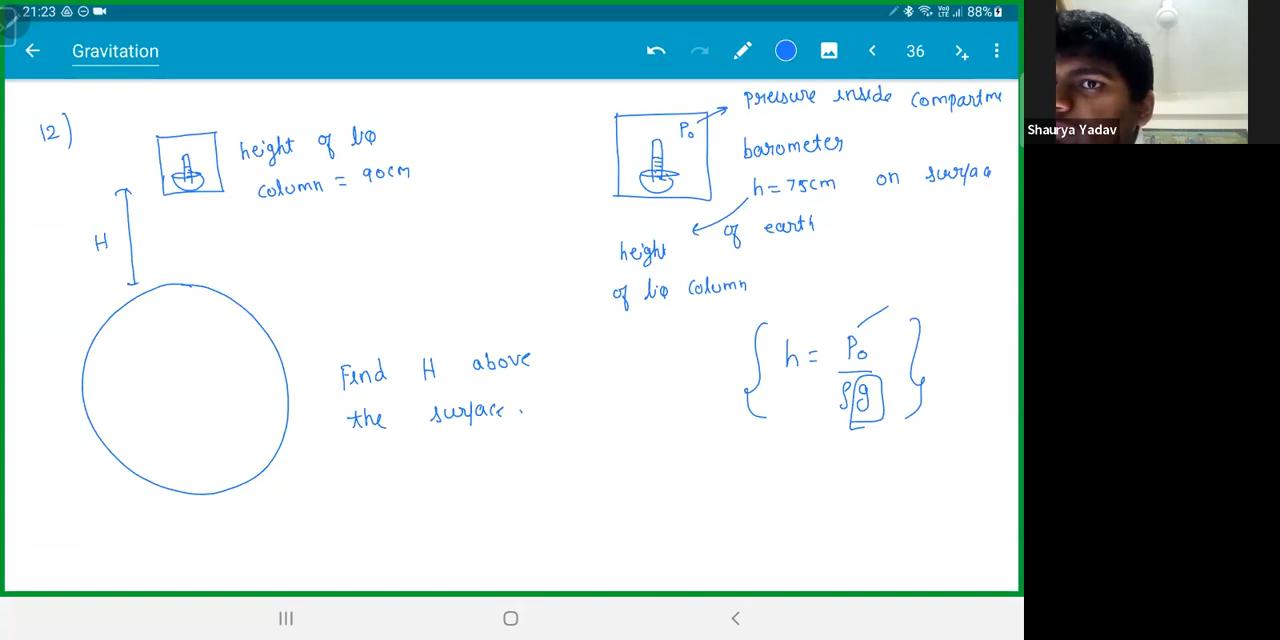 21:23
88%
Gravitation
36
Shaurya Yadav
12)
height of liq
column = 90cm
H
Find H above
the surface.
P₀
pressure inside compartme
barometer
h = 75cm on surface
of earth
height
of liq column
h = P₀
ρg